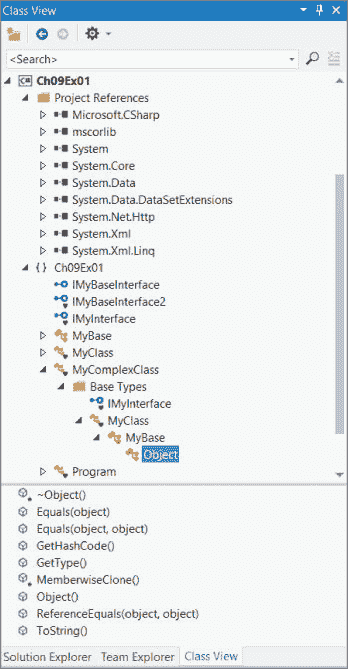 Class View
<Search>
Ch09Ex01
Project References
Microsoft.CSharp
mscorlib
System
System.Core
System.Data
System.Data.DataSetExtensions
System.Net.Http
System.Xml
System.Xml.Linq
{ } Ch09Ex01
IMyBaseInterface
IMyBaseInterface2
IMyInterface
MyBase
MyClass
MyComplexClass
Base Types
IMyInterface
MyClass
MyBase
Object
Program
~Object()
Equals(object)
Equals(object, object)
GetHashCode()
GetType()
MemberwiseClone()
Object()
ReferenceEquals(object, object)
ToString()
Solution Explorer Team Explorer Class View